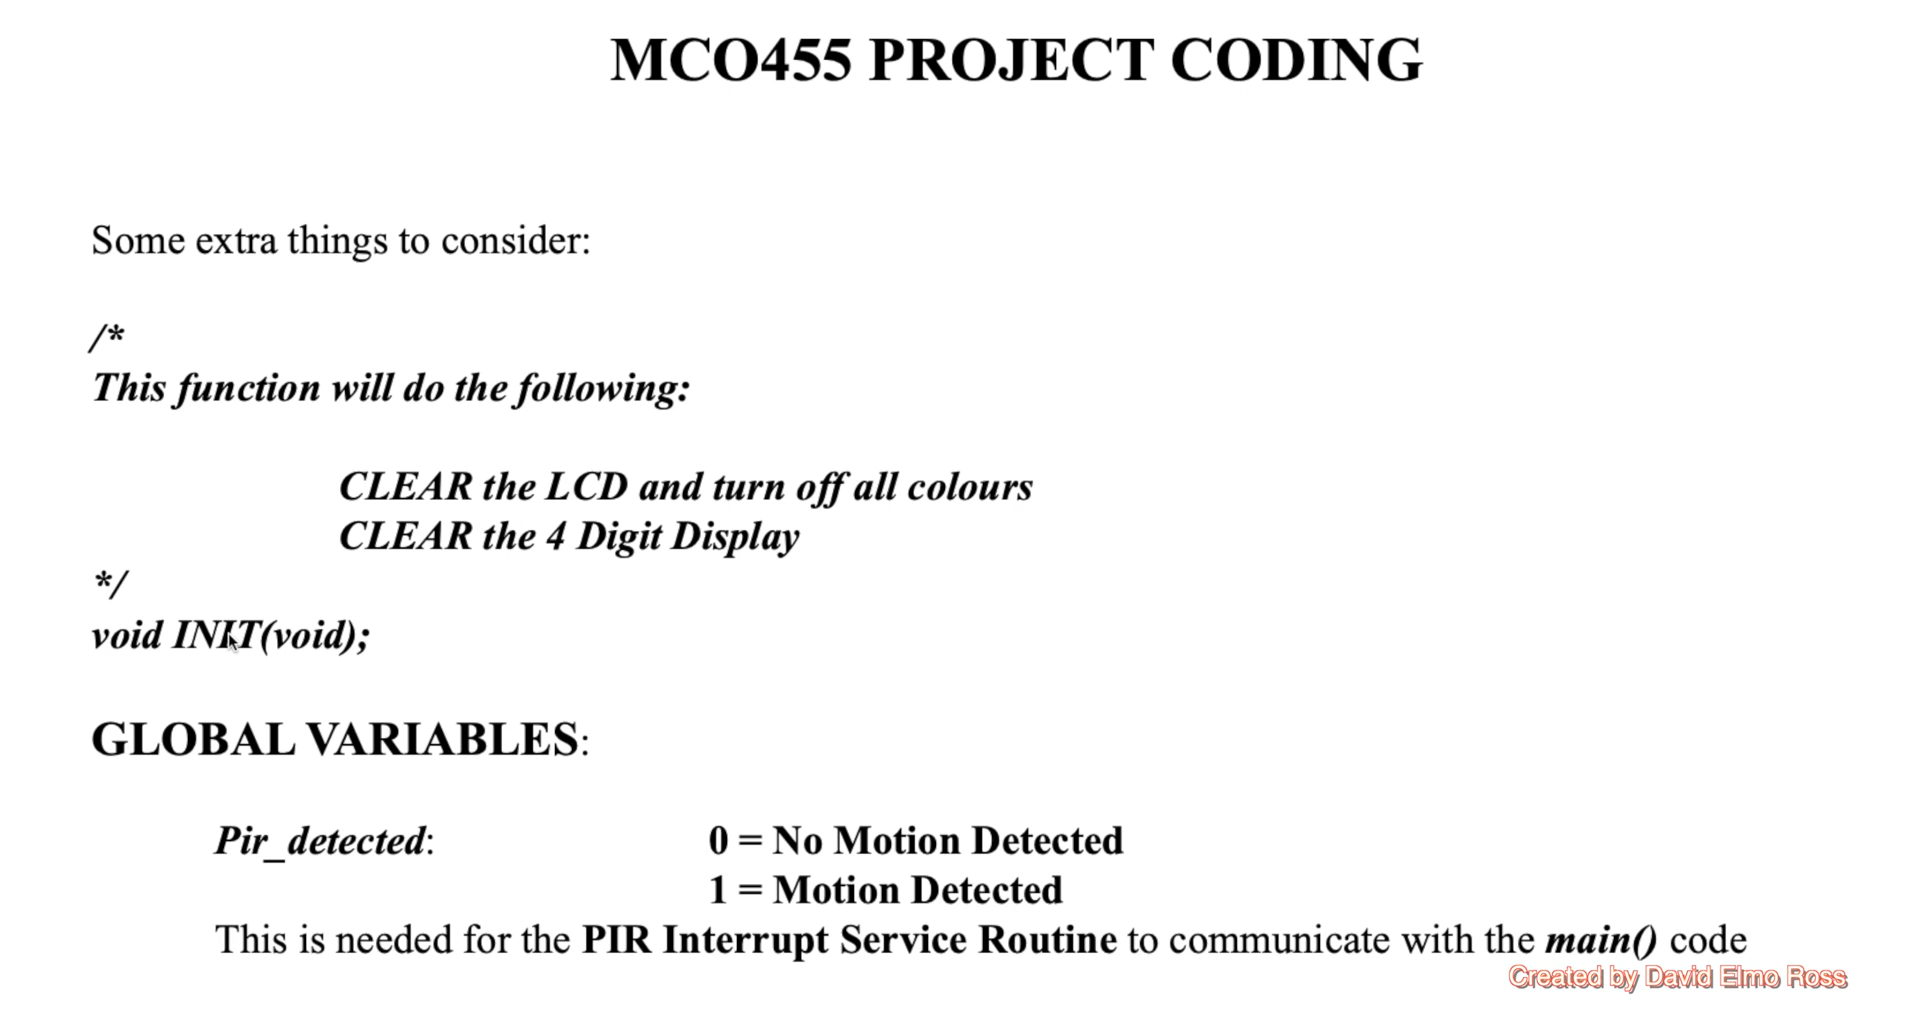 MCO455 PROJECT CODING
Some extra things to consider:
/*
This function will do the following:
CLEAR the LCD and turn off all colours
CLEAR the 4 Digit Display
*/
void INIT(void);
GLOBAL VARIABLES:
Pir_detected: 0 = No Motion Detected
1 = Motion Detected
This is needed for the PIR Interrupt Service Routine to communicate with the main() code
Created by David Elmo Ross